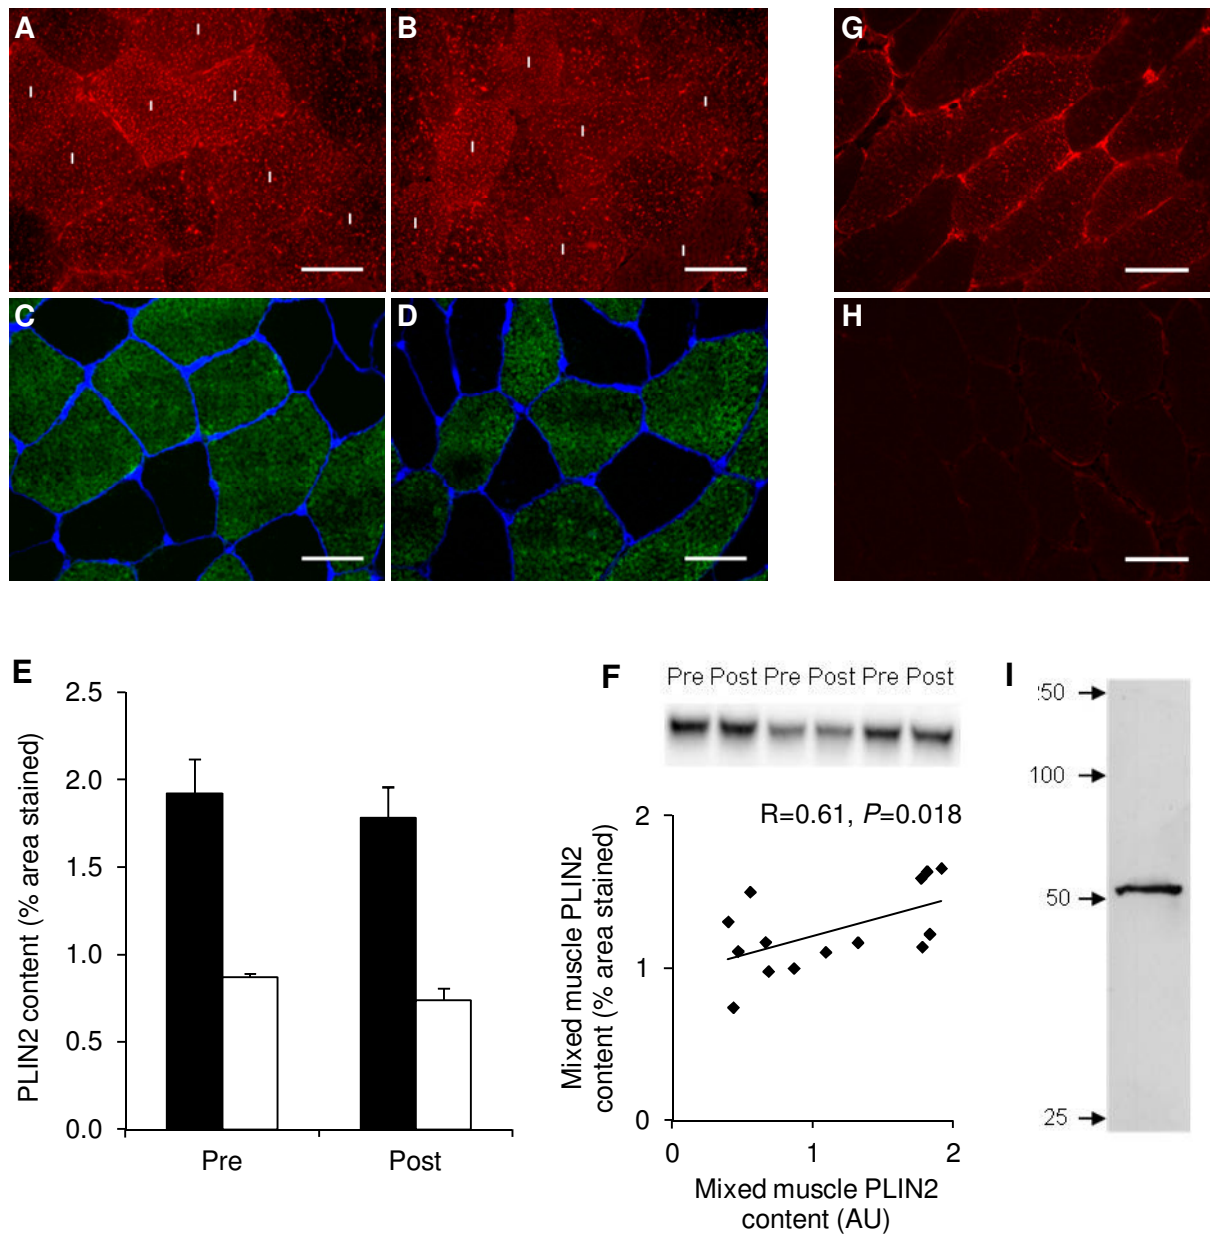 A
B
G
I I I I I I I
I I I I I I I
C
D
H
E
PLIN2 content (% area stained)
2.5
2.0
1.5
1.0
0.5
0.0
Pre Post
F
Pre Post Pre Post Pre Post
R=0.61, P=0.018
Mixed muscle PLIN2
content (% area stained)
2
1
0
0 1 2
Mixed muscle PLIN2
content (AU)
I
50
100
50
25